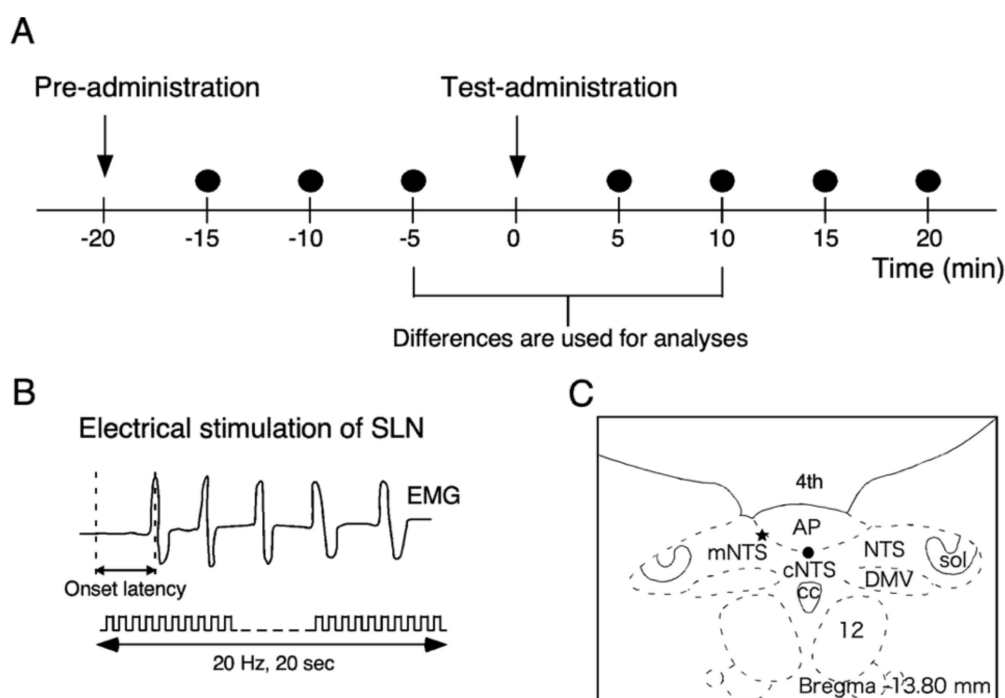 A
Pre-administration Test-administration
-20 -15 -10 -5 0 5 10 15 20
Time (min)
Differences are used for analyses
B
Electrical stimulation of SLN
EMG
Onset latency
20 Hz, 20 sec
C
4th
AP
mNTS NTS sol
cNTS DMV
cc
12
Bregma -13.80 mm